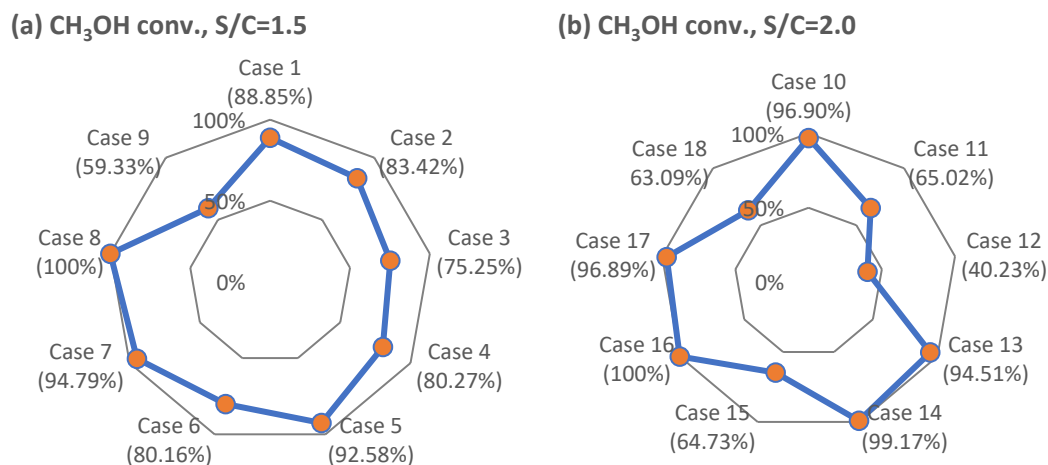 (a) CH₃OH conv., S/C=1.5
Case 1
(88.85%)
100%
Case 2
(83.42%)
Case 9
(59.33%)
50%
Case 3
(75.25%)
Case 8
(100%)
0%
Case 4
(80.27%)
Case 7
(94.79%)
Case 5
(92.58%)
Case 6
(80.16%)
(b) CH₃OH conv., S/C=2.0
Case 10
(96.90%)
100%
Case 11
(65.02%)
Case 18
63.09%)
50%
Case 12
(40.23%)
Case 17
(96.89%)
0%
Case 13
(94.51%)
Case 16
(100%)
Case 14
(99.17%)
Case 15
(64.73%)